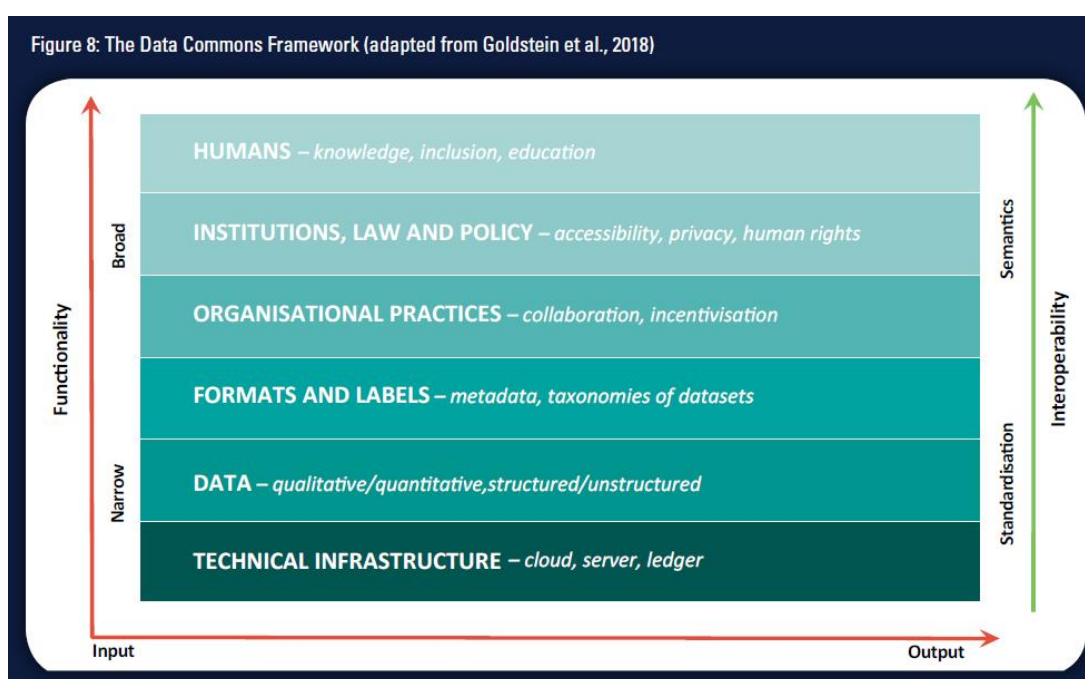 Figure 8: The Data Commons Framework (adapted from Goldstein et al., 2018)
HUMANS – knowledge, inclusion, education
INSTITUTIONS, LAW AND POLICY – accessibility, privacy, human rights
ORGANISATIONAL PRACTICES – collaboration, incentivisation
FORMATS AND LABELS – metadata, taxonomies of datasets
DATA – qualitative/quantitative,structured/unstructured
TECHNICAL INFRASTRUCTURE – cloud, server, ledger
Functionality
Broad
Narrow
Semantics
Standardisation
Interoperability
Input
Output